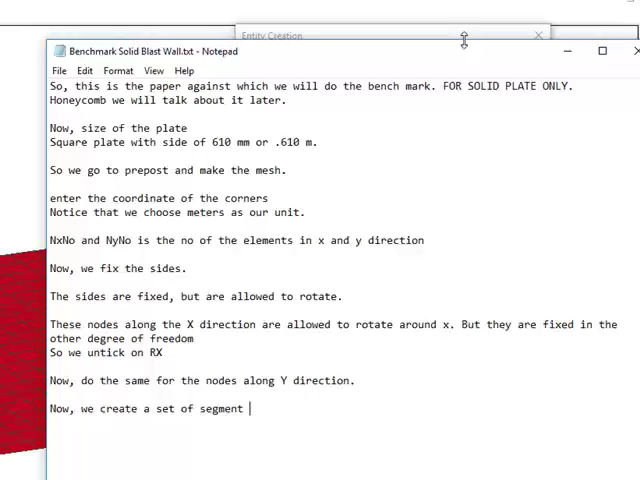 Entity Creation
Benchmark Solid Blast Wall.txt - Notepad
File Edit Format View Help
So, this is the paper against which we will do the bench mark. FOR SOLID PLATE ONLY.
Honeycomb we will talk about it later.
Now, size of the plate
Square plate with side of 610 mm or .610 m.
So we go to prepost and make the mesh.
enter the coordinate of the corners
Notice that we choose meters as our unit.
NxNo and NyNo is the no of the elements in x and y direction
Now, we fix the sides.
The sides are fixed, but are allowed to rotate.
These nodes along the X direction are allowed to rotate around x. But they are fixed in the
other degree of freedom
So we untick on RX
Now, do the same for the nodes along Y direction.
Now, we create a set of segment